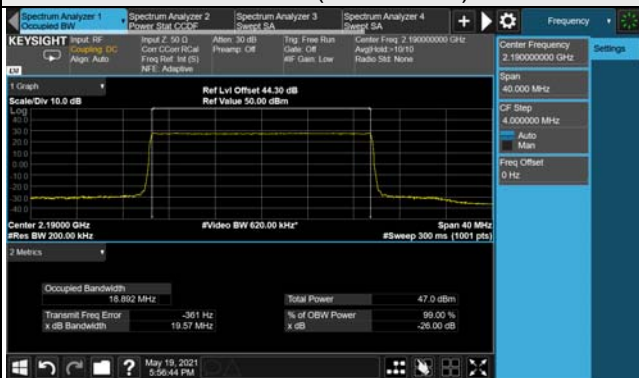 Spectrum Analyzer 1
Occupied BW
Spectrum Analyzer 2
Power Stat CCDF
Spectrum Analyzer 3
Swept SA
Spectrum Analyzer 4
Swept SA
Frequency
KEYSIGHT
Input: RF
Coupling: DC
Align: Auto
Input Z: 50 Ω
Corr CCorr RCal
Freq Ref: Int (S)
NFE: Adaptive
Atten: 30 dB
Preamp: Off
Trig: Free Run
Gate: Off
#IF Gain: Low
Center Freq: 2.190000000 GHz
Avg|Hold:>10/10
Radio Std: None
Center Frequency
2.190000000 GHz
Settings
Span
40.000 MHz
CF Step
4.000000 MHz
Auto
Man
Freq Offset
0 Hz
1 Graph
Scale/Div 10.0 dB
Ref Lvl Offset 44.30 dB
Ref Value 50.00 dBm
Log
40.0
30.0
20.0
10.0
0.00
-10.0
-20.0
-30.0
-40.0
Center 2.19000 GHz
#Res BW 200.00 kHz
#Video BW 620.00 kHz*
Span 40 MHz
#Sweep 300 ms (1001 pts)
2 Metrics
Occupied Bandwidth
18.892 MHz
Total Power
47.0 dBm
Transmit Freq Error
-361 Hz
% of OBW Power
99.00 %
x dB Bandwidth
19.57 MHz
x dB
-26.00 dB
May 19, 2021
5:56:44 PM